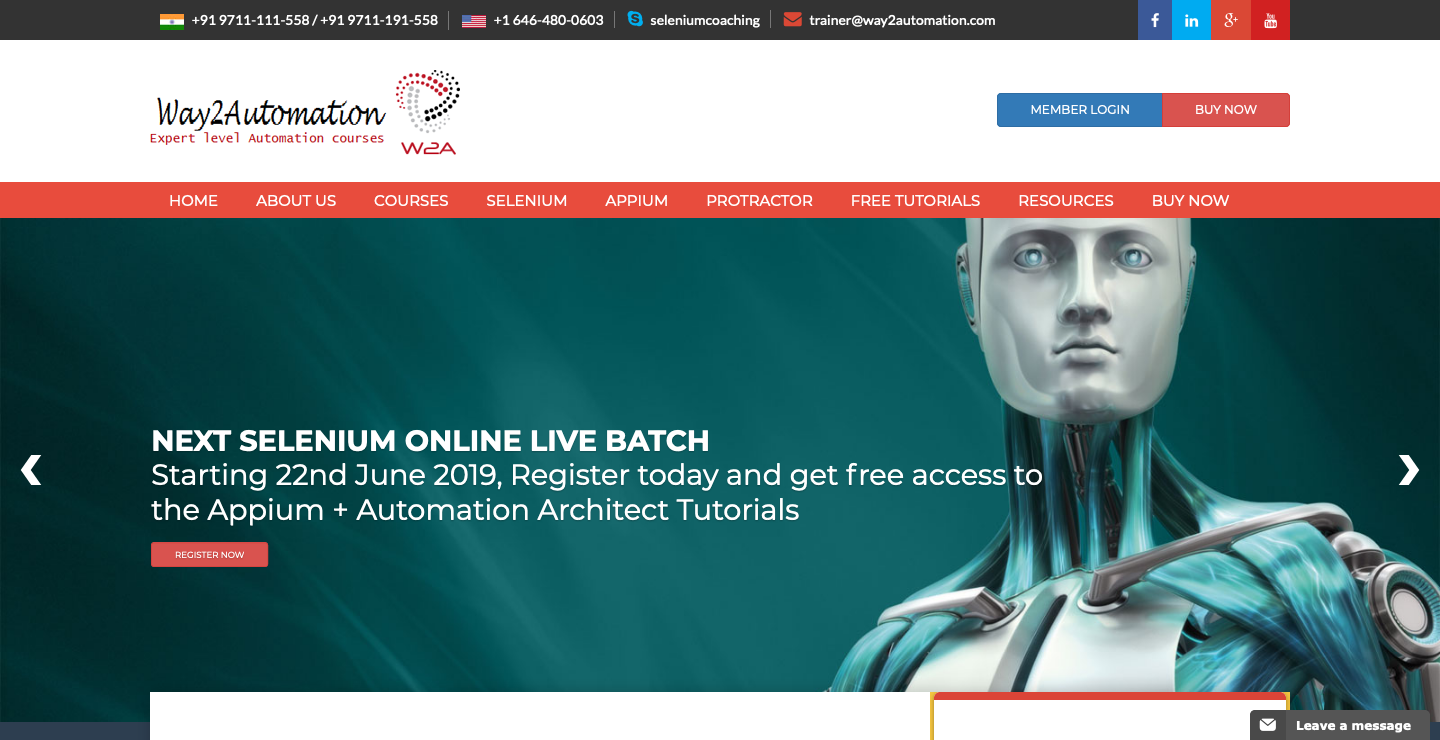 +91 9711-111-558 / +91 9711-191-558
+1 646-480-0603
seleniumcoaching
trainer@way2automation.com
f
in
g+
You Tube
Way2Automation
Expert level Automation courses
W2A
MEMBER LOGIN
BUY NOW
HOME
ABOUT US
COURSES
SELENIUM
APPIUM
PROTRACTOR
FREE TUTORIALS
RESOURCES
BUY NOW
NEXT SELENIUM ONLINE LIVE BATCH
Starting 22nd June 2019, Register today and get free access to
the Appium + Automation Architect Tutorials
REGISTER NOW
Leave a message